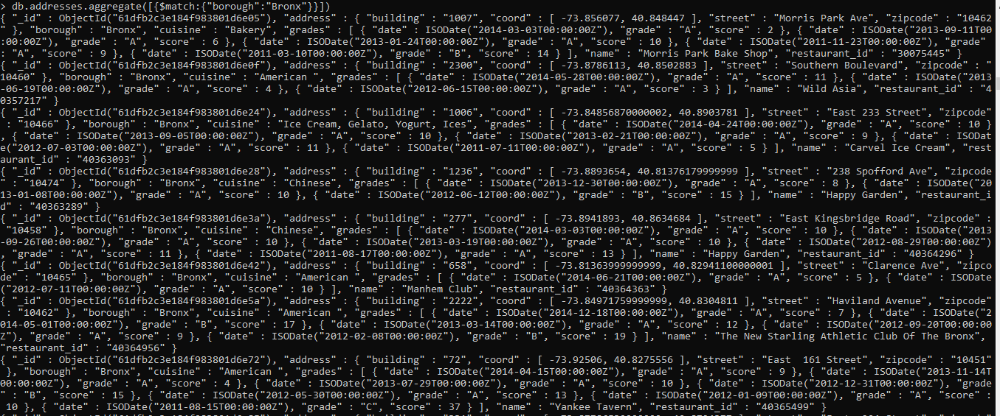 > db.addresses.aggregate([{$match:{"borough":"Bronx"}}])
{ "_id" : ObjectId("61dfb2c3e184f983801d6e05"), "address" : { "building" : "1007", "coord" : [ -73.856077, 40.848447 ], "street" : "Morris Park Ave", "zipcode" : "10462
" }, "borough" : "Bronx", "cuisine" : "Bakery", "grades" : [ { "date" : ISODate("2014-03-03T00:00:00Z"), "grade" : "A", "score" : 2 }, { "date" : ISODate("2013-09-11T00
:00:00Z"), "grade" : "A", "score" : 6 }, { "date" : ISODate("2013-01-24T00:00:00Z"), "grade" : "A", "score" : 10 }, { "date" : ISODate("2011-11-23T00:00:00Z"), "grade"
: "A", "score" : 9 }, { "date" : ISODate("2011-03-10T00:00:00Z"), "grade" : "B", "score" : 14 } ], "name" : "Morris Park Bake Shop", "restaurant_id" : "30075445" }
{ "_id" : ObjectId("61dfb2c3e184f983801d6e0f"), "address" : { "building" : "2300", "coord" : [ -73.8786113, 40.8502883 ], "street" : "Southern Boulevard", "zipcode" : "
10460" }, "borough" : "Bronx", "cuisine" : "American ", "grades" : [ { "date" : ISODate("2014-05-28T00:00:00Z"), "grade" : "A", "score" : 11 }, { "date" : ISODate("2013
-06-19T00:00:00Z"), "grade" : "A", "score" : 4 }, { "date" : ISODate("2012-06-15T00:00:00Z"), "grade" : "A", "score" : 3 } ], "name" : "Wild Asia", "restaurant_id" : "4
0357217" }
{ "_id" : ObjectId("61dfb2c3e184f983801d6e24"), "address" : { "building" : "1006", "coord" : [ -73.84856870000002, 40.8903781 ], "street" : "East 233 Street", "zipcode"
: "10466" }, "borough" : "Bronx", "cuisine" : "Ice Cream, Gelato, Yogurt, Ices", "grades" : [ { "date" : ISODate("2014-04-24T00:00:00Z"), "grade" : "A", "score" : 10 }
, { "date" : ISODate("2013-09-05T00:00:00Z"), "grade" : "A", "score" : 10 }, { "date" : ISODate("2013-02-21T00:00:00Z"), "grade" : "A", "score" : 9 }, { "date" : ISODat
e("2012-07-03T00:00:00Z"), "grade" : "A", "score" : 11 }, { "date" : ISODate("2011-07-11T00:00:00Z"), "grade" : "A", "score" : 5 } ], "name" : "Carvel Ice Cream", "rest
aurant_id" : "40363093" }
{ "_id" : ObjectId("61dfb2c3e184f983801d6e28"), "address" : { "building" : "1236", "coord" : [ -73.8893654, 40.81376179999999 ], "street" : "238 Spofford Ave", "zipcode
" : "10474" }, "borough" : "Bronx", "cuisine" : "Chinese", "grades" : [ { "date" : ISODate("2013-12-30T00:00:00Z"), "grade" : "A", "score" : 8 }, { "date" : ISODate("20
13-01-08T00:00:00Z"), "grade" : "A", "score" : 10 }, { "date" : ISODate("2012-06-12T00:00:00Z"), "grade" : "B", "score" : 15 } ], "name" : "Happy Garden", "restaurant_i
d" : "40363289" }
{ "_id" : ObjectId("61dfb2c3e184f983801d6e3a"), "address" : { "building" : "277", "coord" : [ -73.8941893, 40.8634684 ], "street" : "East Kingsbridge Road", "zipcode" :
"10458" }, "borough" : "Bronx", "cuisine" : "Chinese", "grades" : [ { "date" : ISODate("2014-03-03T00:00:00Z"), "grade" : "A", "score" : 10 }, { "date" : ISODate("2013
-09-26T00:00:00Z"), "grade" : "A", "score" : 10 }, { "date" : ISODate("2013-03-19T00:00:00Z"), "grade" : "A", "score" : 10 }, { "date" : ISODate("2012-08-29T00:00:00Z")
, "grade" : "A", "score" : 11 }, { "date" : ISODate("2011-08-17T00:00:00Z"), "grade" : "A", "score" : 13 } ], "name" : "Happy Garden", "restaurant_id" : "40364296" }
{ "_id" : ObjectId("61dfb2c3e184f983801d6e42"), "address" : { "building" : "658", "coord" : [ -73.81363999999999, 40.82941100000001 ], "street" : "Clarence Ave", "zipco
de" : "10465" }, "borough" : "Bronx", "cuisine" : "American ", "grades" : [ { "date" : ISODate("2014-06-21T00:00:00Z"), "grade" : "A", "score" : 5 }, { "date" : ISODate
("2012-07-11T00:00:00Z"), "grade" : "A", "score" : 10 } ], "name" : "Manhem Club", "restaurant_id" : "40364363" }
{ "_id" : ObjectId("61dfb2c3e184f983801d6e5a"), "address" : { "building" : "2222", "coord" : [ -73.84971759999999, 40.8304811 ], "street" : "Haviland Avenue", "zipcode"
: "10462" }, "borough" : "Bronx", "cuisine" : "American ", "grades" : [ { "date" : ISODate("2014-12-18T00:00:00Z"), "grade" : "A", "score" : 7 }, { "date" : ISODate("2
014-05-01T00:00:00Z"), "grade" : "B", "score" : 17 }, { "date" : ISODate("2013-03-14T00:00:00Z"), "grade" : "A", "score" : 12 }, { "date" : ISODate("2012-09-20T00:00:00
Z"), "grade" : "A", "score" : 9 }, { "date" : ISODate("2012-02-08T00:00:00Z"), "grade" : "B", "score" : 19 } ], "name" : "The New Starling Athletic Club Of The Bronx",
"restaurant_id" : "40364956" }
{ "_id" : ObjectId("61dfb2c3e184f983801d6e72"), "address" : { "building" : "72", "coord" : [ -73.92506, 40.8275556 ], "street" : "East  161 Street", "zipcode" : "10451"
}, "borough" : "Bronx", "cuisine" : "American ", "grades" : [ { "date" : ISODate("2014-04-15T00:00:00Z"), "grade" : "A", "score" : 9 }, { "date" : ISODate("2013-11-14T
00:00:00Z"), "grade" : "A", "score" : 4 }, { "date" : ISODate("2013-07-29T00:00:00Z"), "grade" : "A", "score" : 10 }, { "date" : ISODate("2012-12-31T00:00:00Z"), "grade
" : "B", "score" : 15 }, { "date" : ISODate("2012-05-30T00:00:00Z"), "grade" : "A", "score" : 13 }, { "date" : ISODate("2012-01-09T00:00:00Z"), "grade" : "A", "score" :
10 }, { "date" : ISODate("2011-08-15T00:00:00Z"), "grade" : "C", "score" : 37 } ], "name" : "Yankee Tavern", "restaurant_id" : "40365499" }